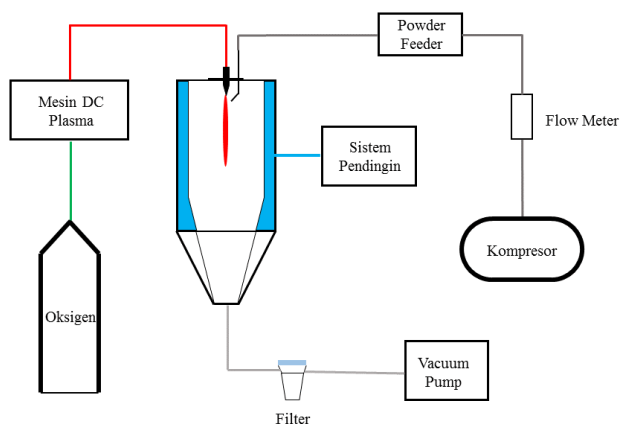 Powder
Feeder
Mesin DC
Plasma
Flow Meter
Sistem
Pendingin
Kompresor
Oksigen
Vacuum
Pump
Filter